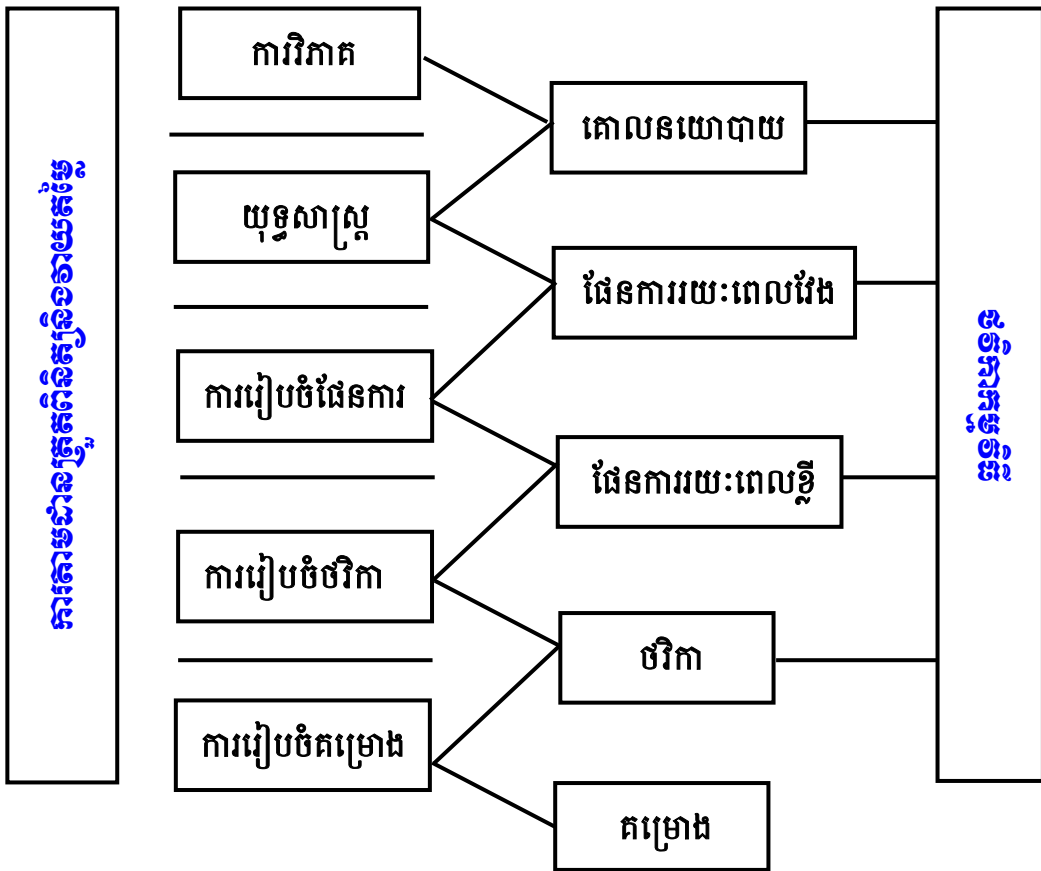 ការវិភាគ
គោលនយោបាយ
យុទ្ធសាស្ត្រ
ផែនការរយៈពេលវែង
ការរៀបចំផែនការ
ផែនការរយៈពេលខ្លី
ការរៀបចំថវិកា
ថវិកា
ការរៀបចំគម្រោង
គម្រោង